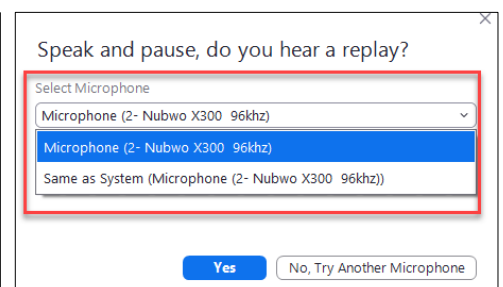 Speak and pause, do you hear a replay?
Select Microphone
Microphone (2- Nubwo X300  96khz)
Microphone (2- Nubwo X300  96khz)
Same as System (Microphone (2- Nubwo X300  96khz))
Yes
No, Try Another Microphone